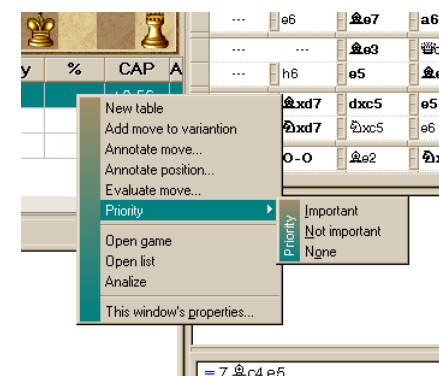 ... e6 ♗e7 a6
... ... ♗e3
y % CAP A ... h6 e5
♗xd7 dxc5 e5
New table
Add move to variantion ♘xd7 ♘xc5 e6
Annotate move...
Annotate position... O-O ♗e2
Evaluate move...
Priority Priority Important
Not important
None
Open game
Open list
Analize
This window's properties...
= 7.♗c4 e5